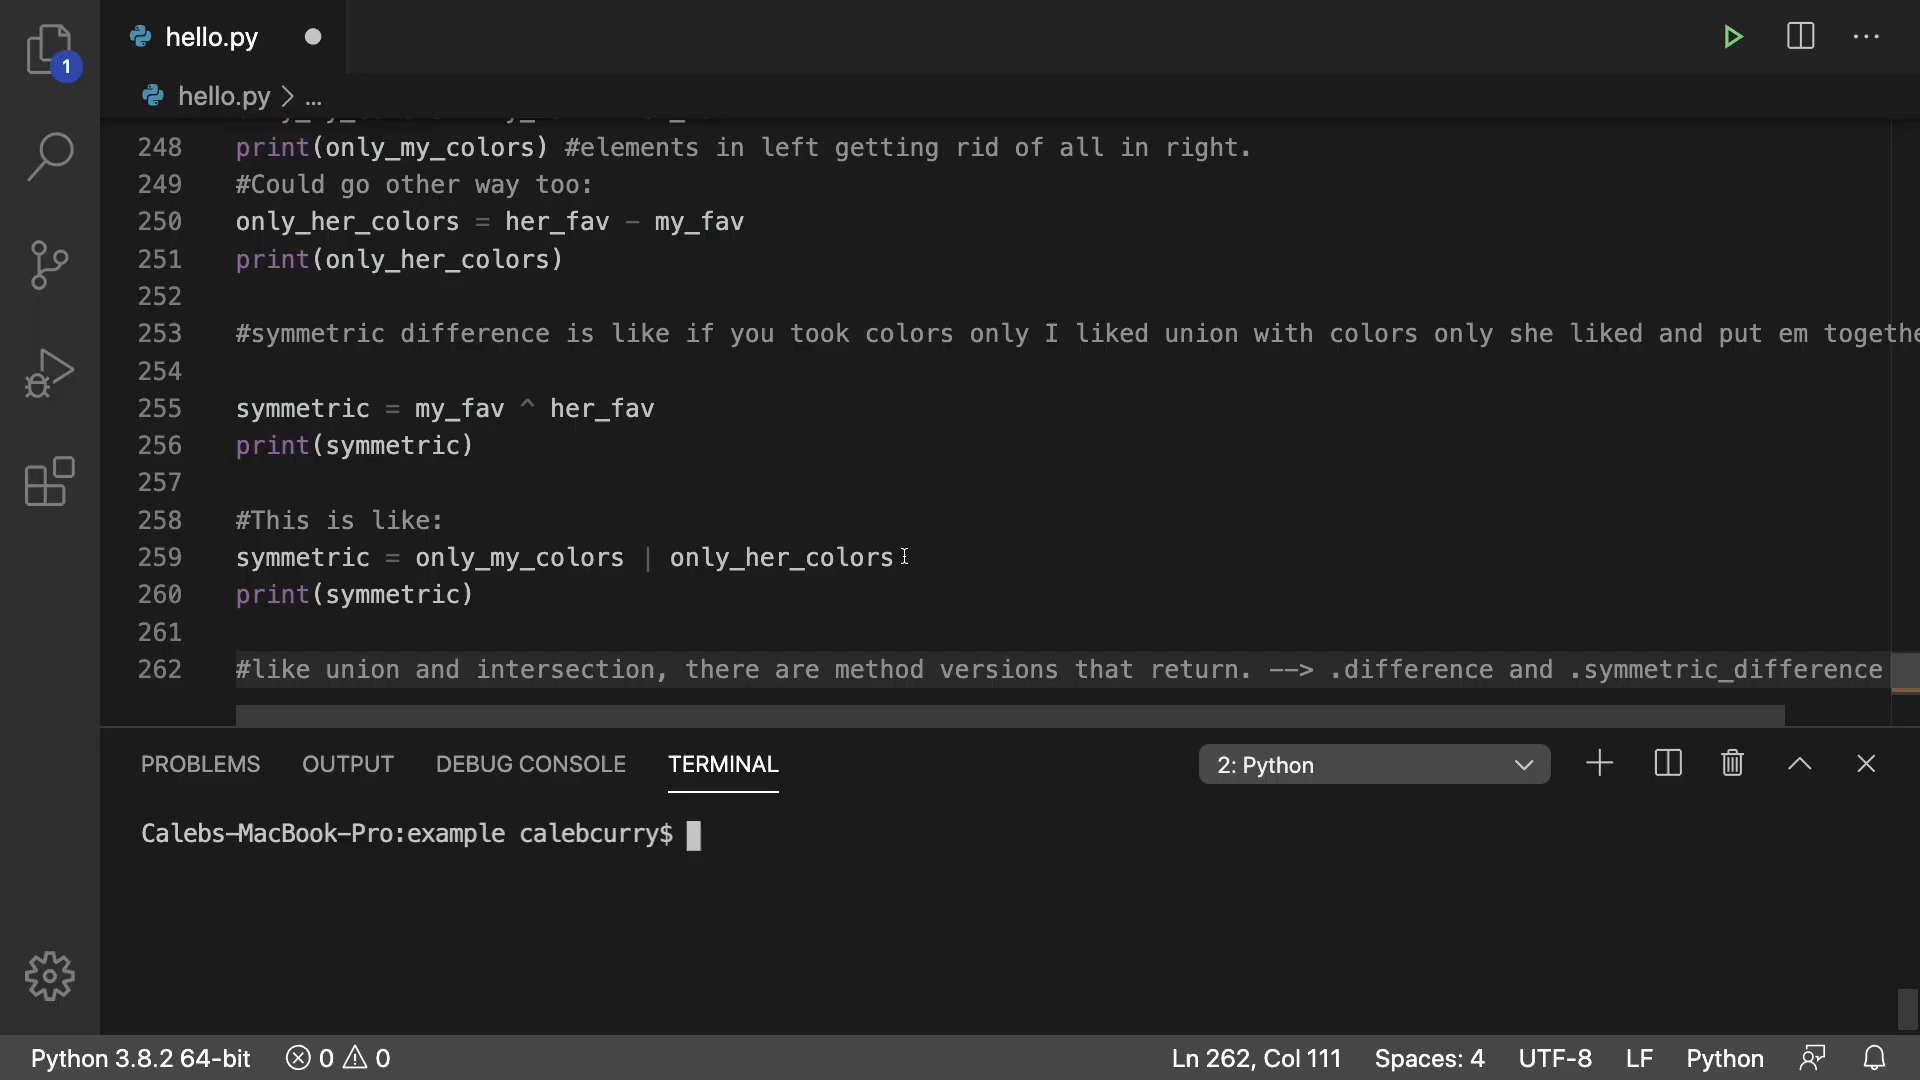 hello.py
1
hello.py > ...
248 print(only_my_colors) #elements in left getting rid of all in right.
249 #Could go other way too:
250 only_her_colors = her_fav - my_fav
251 print(only_her_colors)
252
253 #symmetric difference is like if you took colors only I liked union with colors only she liked and put em togethe
254
255 symmetric = my_fav ^ her_fav
256 print(symmetric)
257
258 #This is like:
259 symmetric = only_my_colors | only_her_colors
260 print(symmetric)
261
262 #like union and intersection, there are method versions that return. --> .difference and .symmetric_difference
PROBLEMS OUTPUT DEBUG CONSOLE TERMINAL 2: Python
Calebs-MacBook-Pro:example calebcurry$
Python 3.8.2 64-bit 0 0 Ln 262, Col 111 Spaces: 4 UTF-8 LF Python